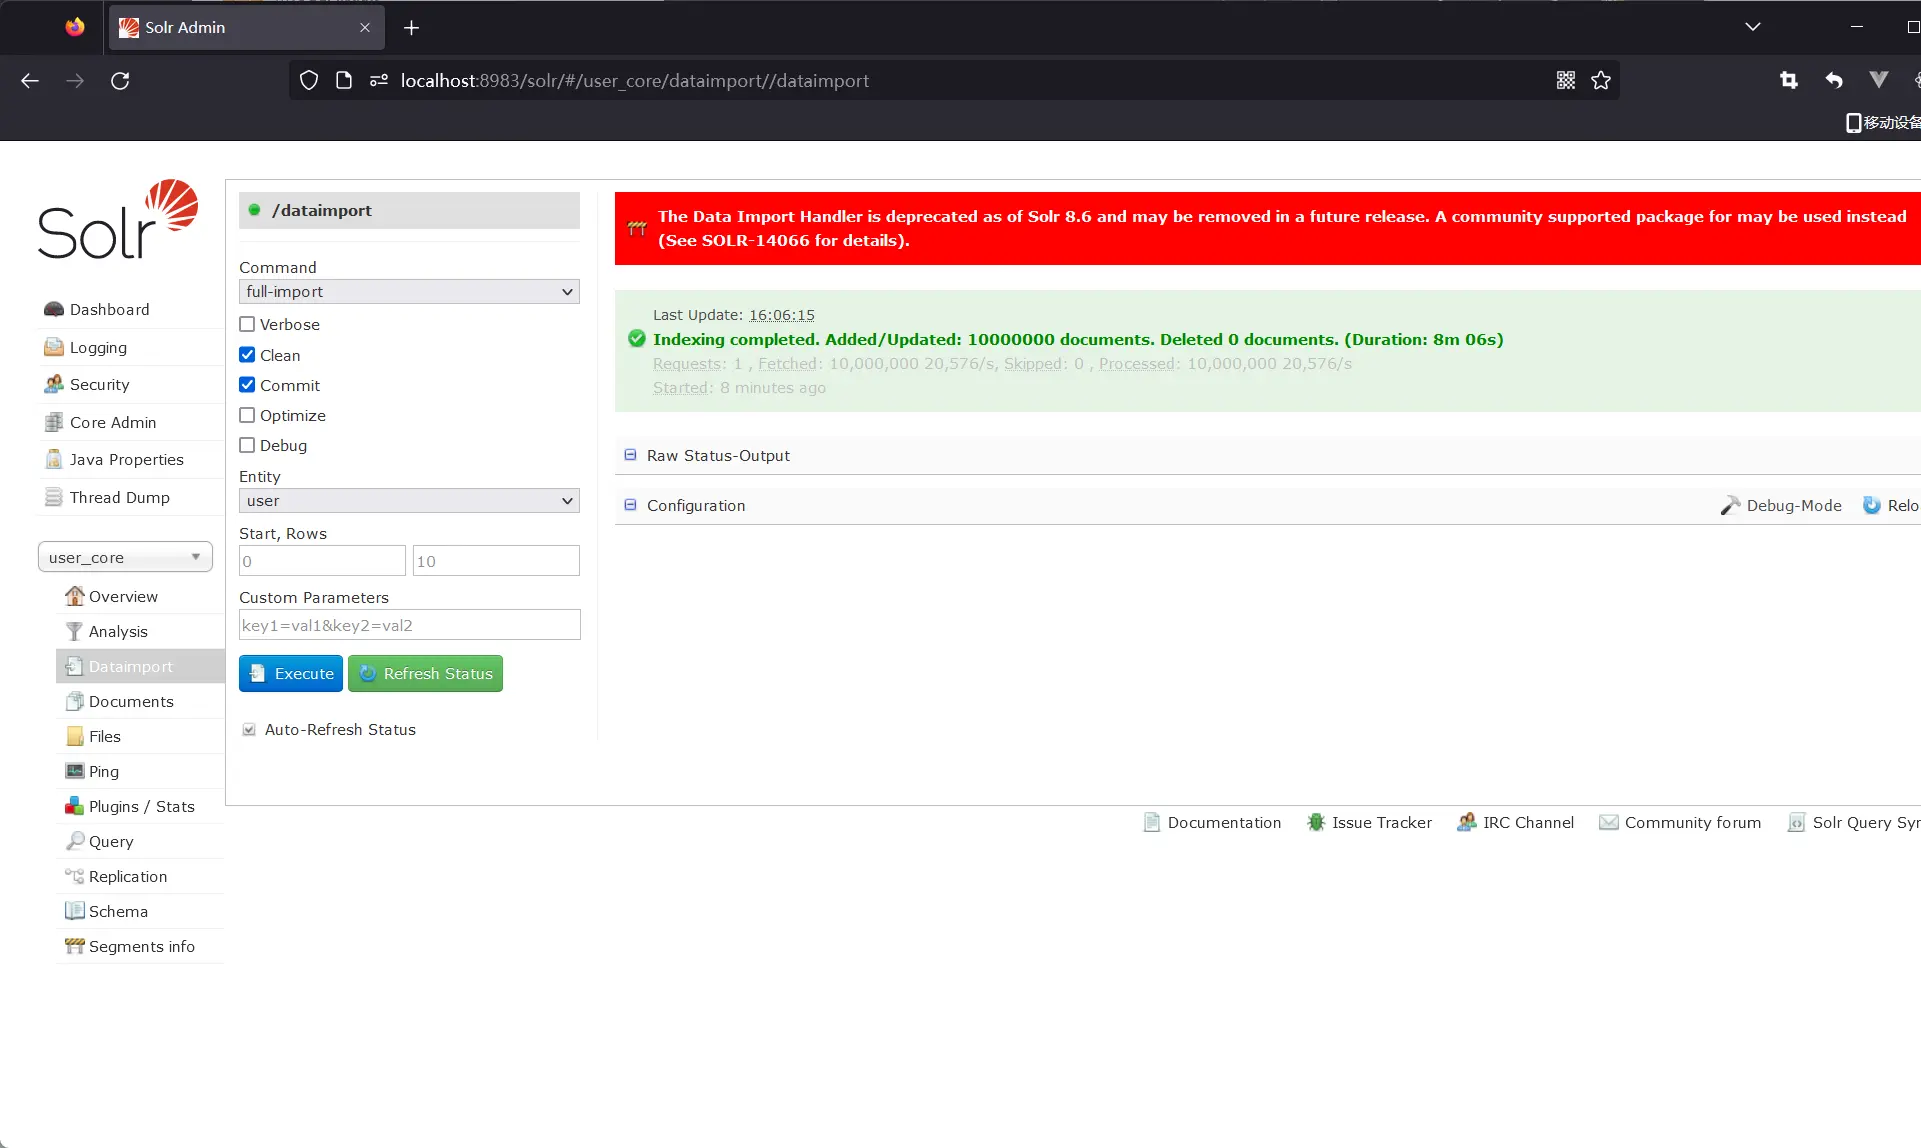 Solr Admin
localhost:8983/solr/#/user_core/dataimport//dataimport
移动设备
Solr
Dashboard
Logging
Security
Core Admin
Java Properties
Thread Dump
user_core
Overview
Analysis
Dataimport
Documents
Files
Ping
Plugins / Stats
Query
Replication
Schema
Segments info
/dataimport
Command
full-import
Verbose
Clean
Commit
Optimize
Debug
Entity
user
Start, Rows
0 10
Custom Parameters
key1=val1&key2=val2
Execute Refresh Status
Auto-Refresh Status
The Data Import Handler is deprecated as of Solr 8.6 and may be removed in a future release. A community supported package for may be used instead
(See SOLR-14066 for details).
Last Update: 16:06:15
Indexing completed. Added/Updated: 10000000 documents. Deleted 0 documents. (Duration: 8m 06s)
Requests: 1 , Fetched: 10,000,000 20,576/s, Skipped: 0 , Processed: 10,000,000 20,576/s
Started: 8 minutes ago
Raw Status-Output
Configuration Debug-Mode Relo
Documentation Issue Tracker IRC Channel Community forum Solr Query Syn